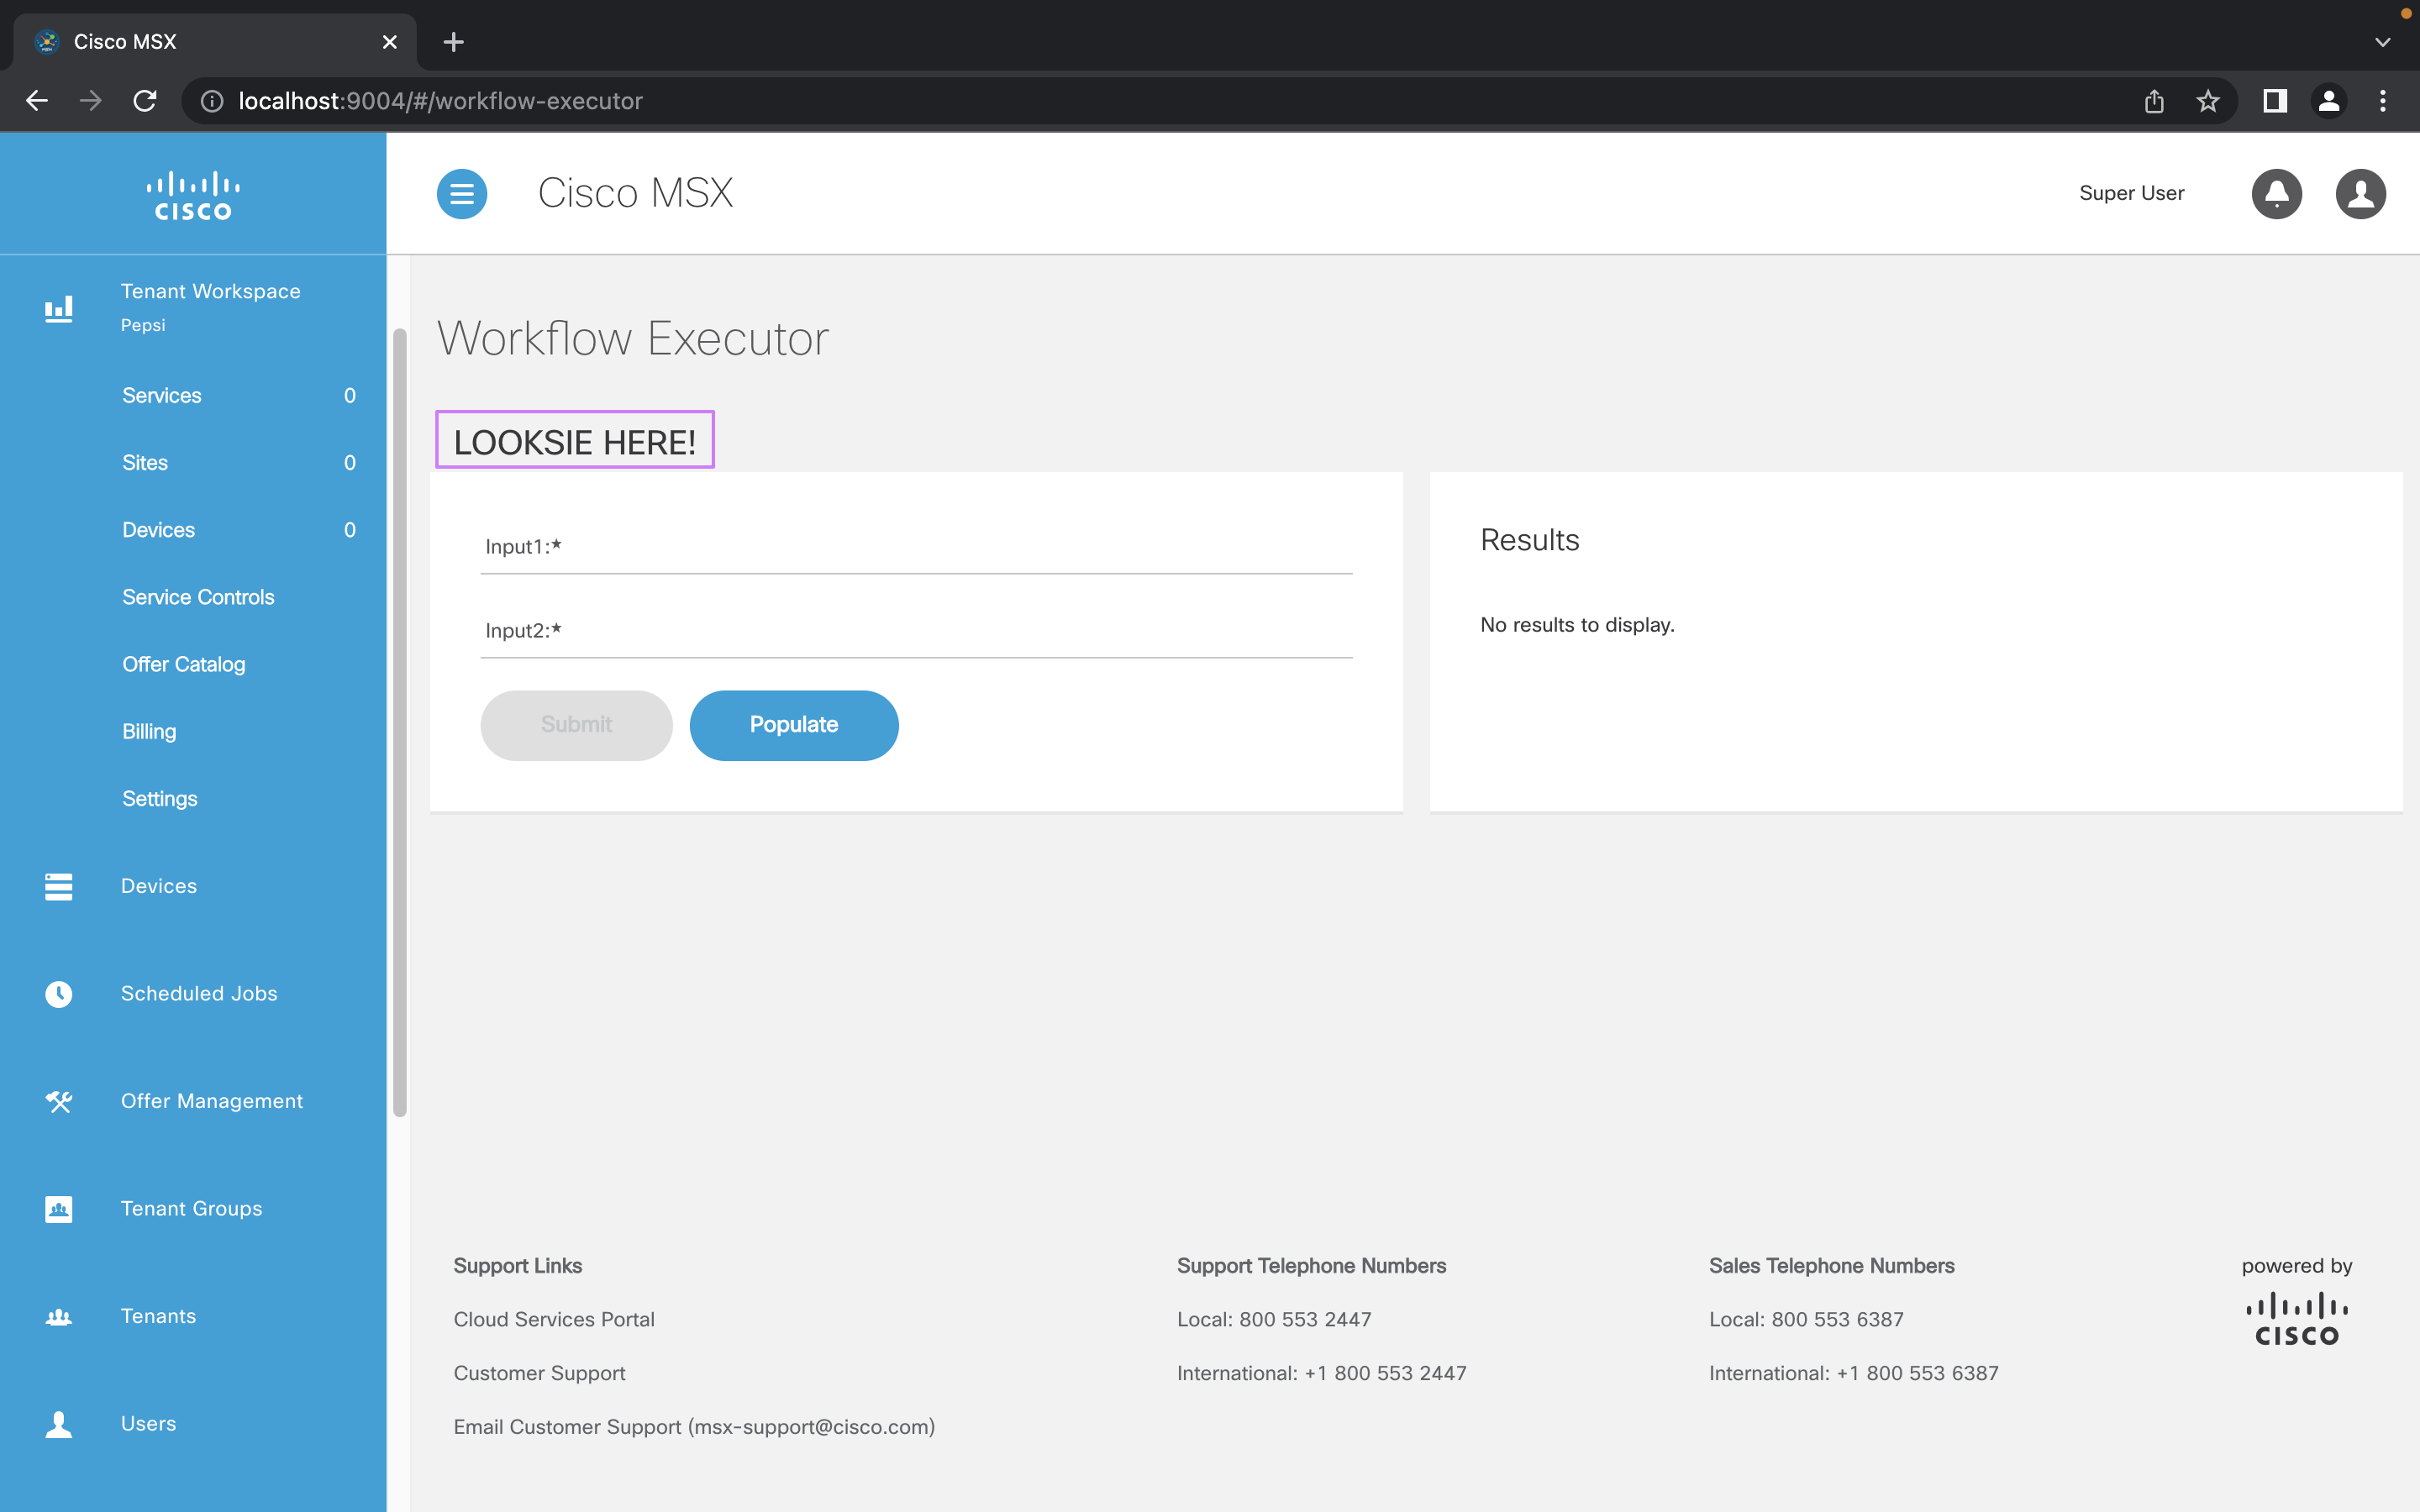 Cisco MSX
localhost:9004/#/workflow-executor
CISCO
Cisco MSX
Super User
Tenant Workspace
Pepsi
Services 0
Sites 0
Devices 0
Service Controls
Offer Catalog
Billing
Settings
Devices
Scheduled Jobs
Offer Management
Tenant Groups
Tenants
Users
Workflow Executor
LOOKSIE HERE!
Input1:*
Input2:*
Submit
Populate
Results
No results to display.
Support Links
Cloud Services Portal
Customer Support
Email Customer Support (msx-support@cisco.com)
Support Telephone Numbers
Local: 800 553 2447
International: +1 800 553 2447
Sales Telephone Numbers
Local: 800 553 6387
International: +1 800 553 6387
powered by
CISCO